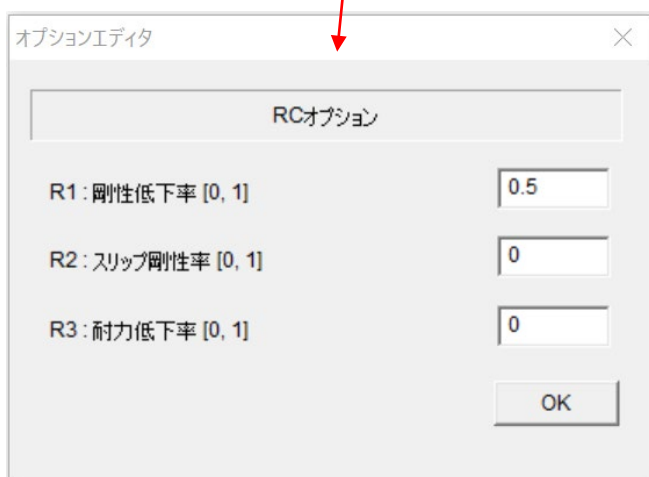 オプションエディタ
RCオプション
R1 : 剛性低下率 [0, 1]
0.5
R2 : スリップ剛性率 [0, 1]
0
R3 : 耐力低下率 [0, 1]
0
OK